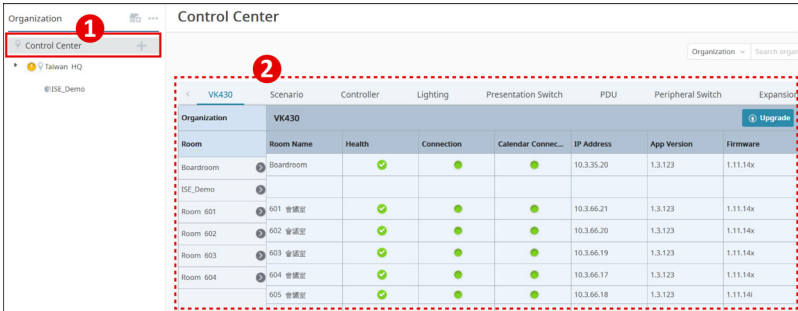 Organization
1
Control Center
Taiwan HQ
@ISE_Demo
Control Center
Organization
Search organ
2
VK430 Scenario Controller Lighting Presentation Switch PDU Peripheral Switch Expansion
Organization VK430 Upgrade
Room Room Name Health Connection Calendar Connec... IP Address App Version Firmware
Boardroom Boardroom 10.3.35.20 1.3.123 1.11.14x
ISE_Demo
Room 601 601 會議室 10.3.66.21 1.3.123 1.11.14x
Room 602 602 會議室 10.3.66.20 1.3.123 1.11.14x
Room 603 603 會議室 10.3.66.19 1.3.123 1.11.14x
Room 604 604 會議室 10.3.66.17 1.3.123 1.11.14x
605 會議室 10.3.66.18 1.3.123 1.11.14i